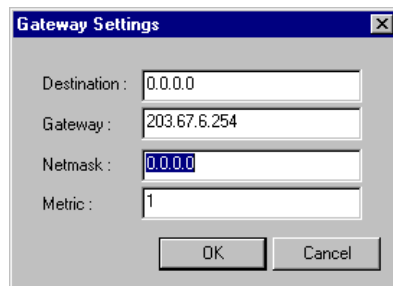 Gateway Settings
Destination : 0.0.0.0
Gateway : 203.67.6.254
Netmask : 0.0.0.0
Metric : 1
OK Cancel